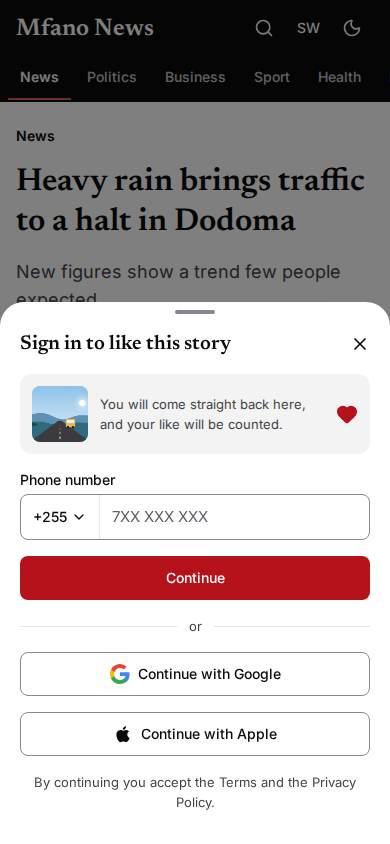 Mfano News
SW
News
Politics
Business
Sport
Health
News
Heavy rain brings traffic
to a halt in Dodoma
New figures show a trend few people
expected
Sign in to like this story
You will come straight back here,
and your like will be counted.
Phone number
+255
7XX XXX XXX
Continue
or
Continue with Google
Continue with Apple
By continuing you accept the Terms and the Privacy
Policy.